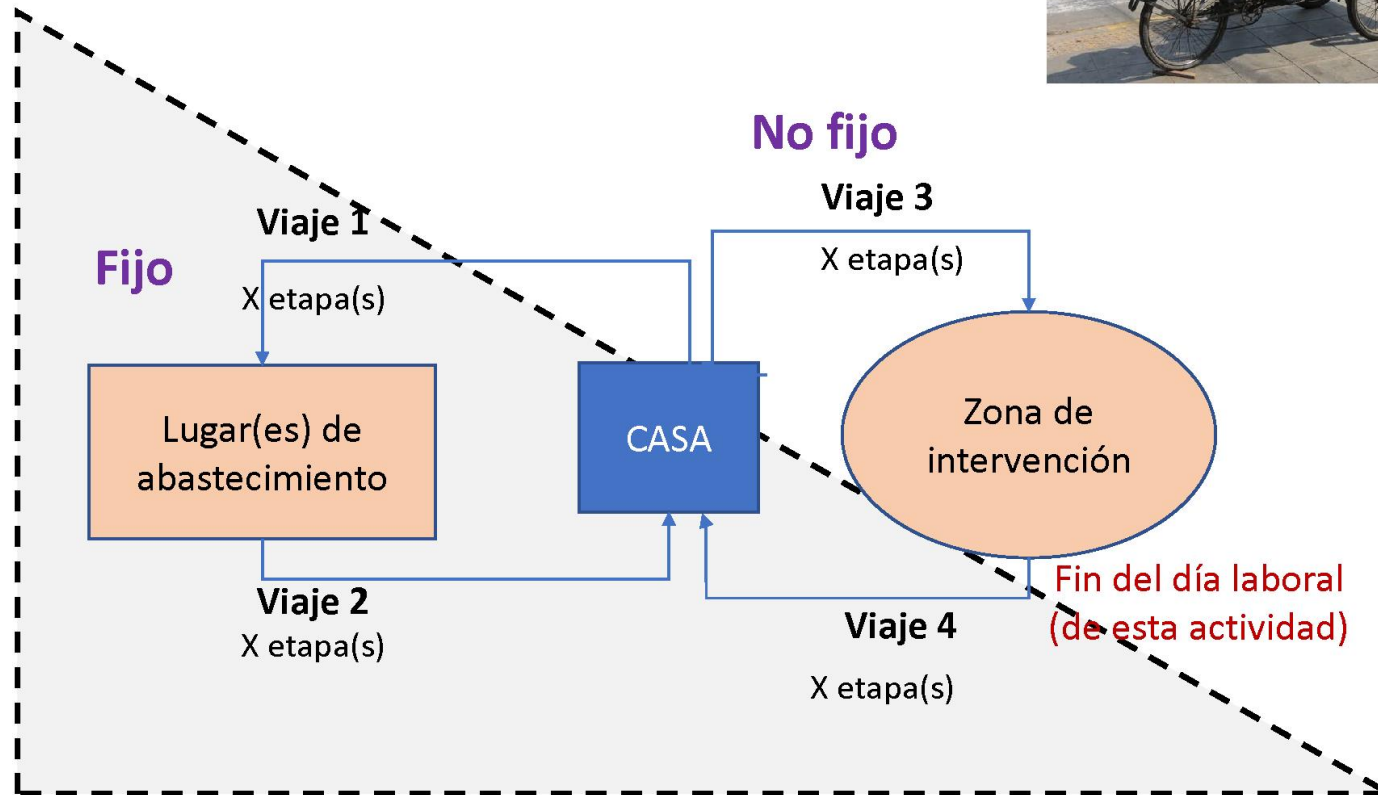 No fijo
Viaje 3
X etapa(s)
Viaje 1
Fijo
X etapa(s)
Lugar(es) de
abastecimiento
CASA
Zona de
intervención
Viaje 2
X etapa(s)
Fin del día laboral
(de esta actividad)
Viaje 4
X etapa(s)